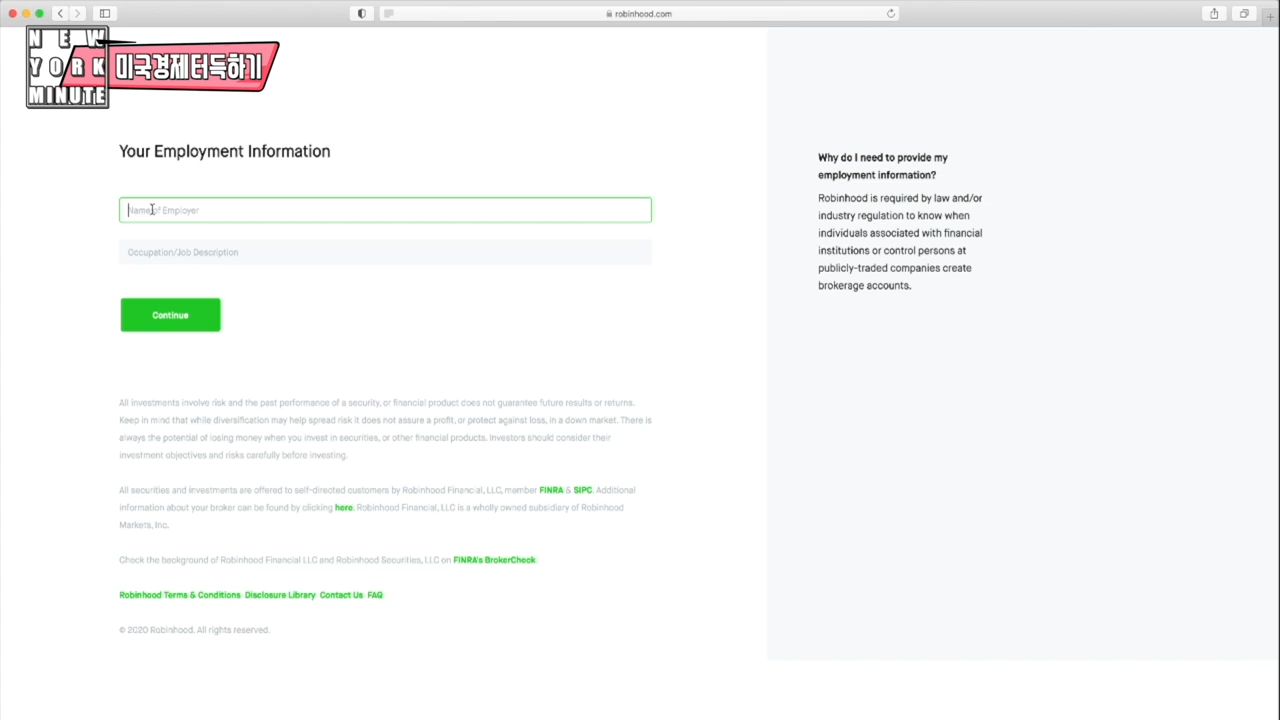 robinhood.com
NEW
YORK
MINUTE
미국경제터득하기
Your Employment Information
Name of Employer
Occupation/Job Description
Continue
Why do I need to provide my
employment information?
Robinhood is required by law and/or
industry regulation to know when
individuals associated with financial
institutions or control persons at
publicly-traded companies create
brokerage accounts.
All investments involve risk and the past performance of a security, or financial product does not guarantee future results or returns.
Keep in mind that while diversification may help spread risk it does not assure a profit, or protect against loss, in a down market. There is
always the potential of losing money when you invest in securities, or other financial products. Investors should consider their
investment objectives and risks carefully before investing.
All securities and investments are offered to self-directed customers by Robinhood Financial, LLC, member FINRA & SIPC. Additional
information about your broker can be found by clicking here. Robinhood Financial, LLC is a wholly owned subsidiary of Robinhood
Markets, Inc.
Check the background of Robinhood Financial LLC and Robinhood Securities, LLC on FINRA's BrokerCheck.
Robinhood Terms & Conditions Disclosure Library Contact Us FAQ
© 2020 Robinhood. All rights reserved.